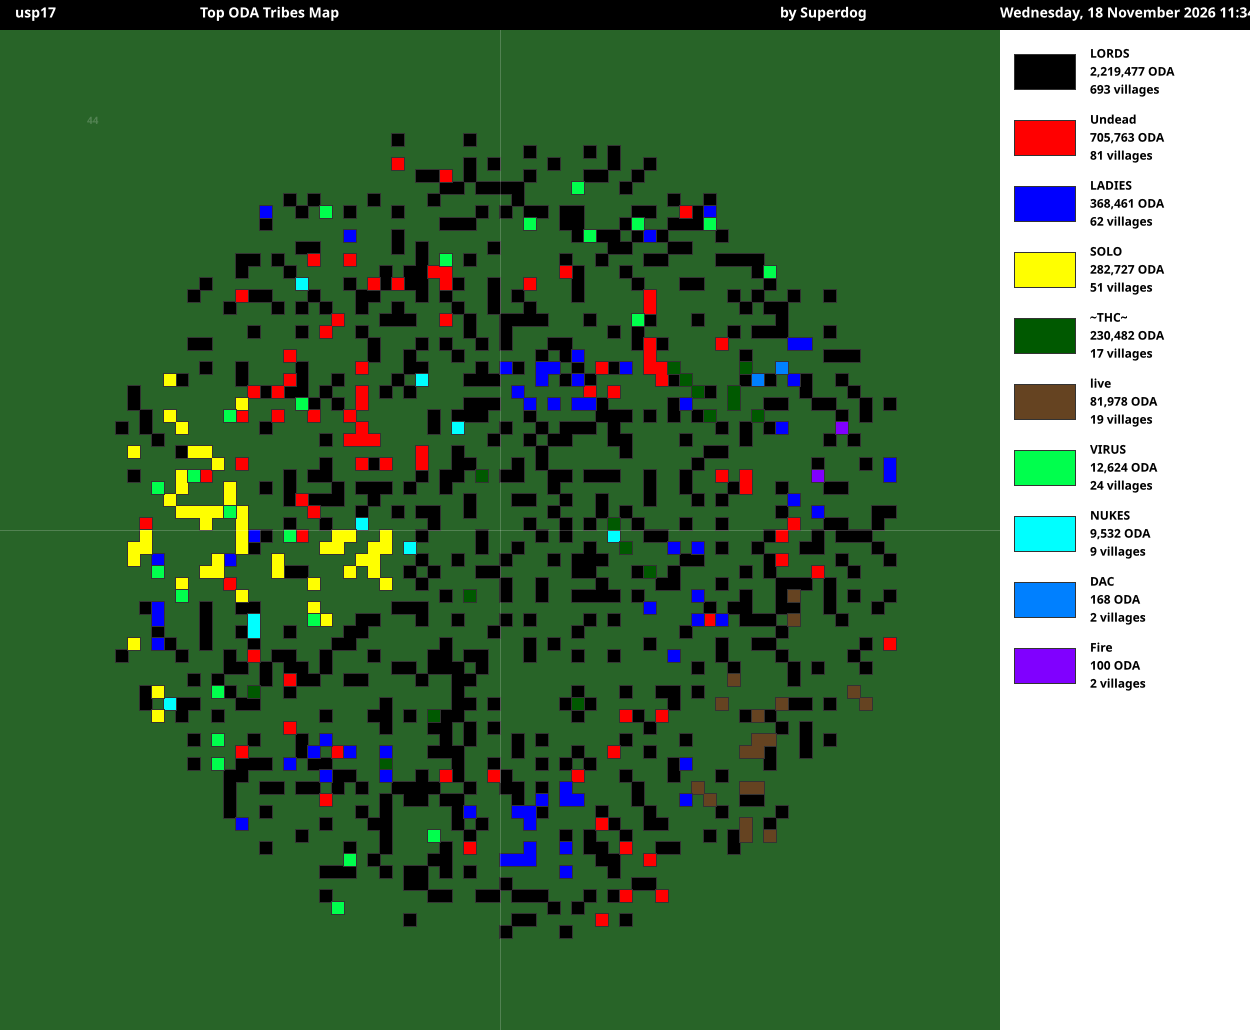 usp17
Top ODA Tribes Map
by Superdog
Wednesday, 18 November 2026 11:34
44
LORDS
2,219,477 ODA
693 villages
Undead
705,763 ODA
81 villages
LADIES
368,461 ODA
62 villages
SOLO
282,727 ODA
51 villages
~THC~
230,482 ODA
17 villages
live
81,978 ODA
19 villages
VIRUS
12,624 ODA
24 villages
NUKES
9,532 ODA
9 villages
DAC
168 ODA
2 villages
Fire
100 ODA
2 villages